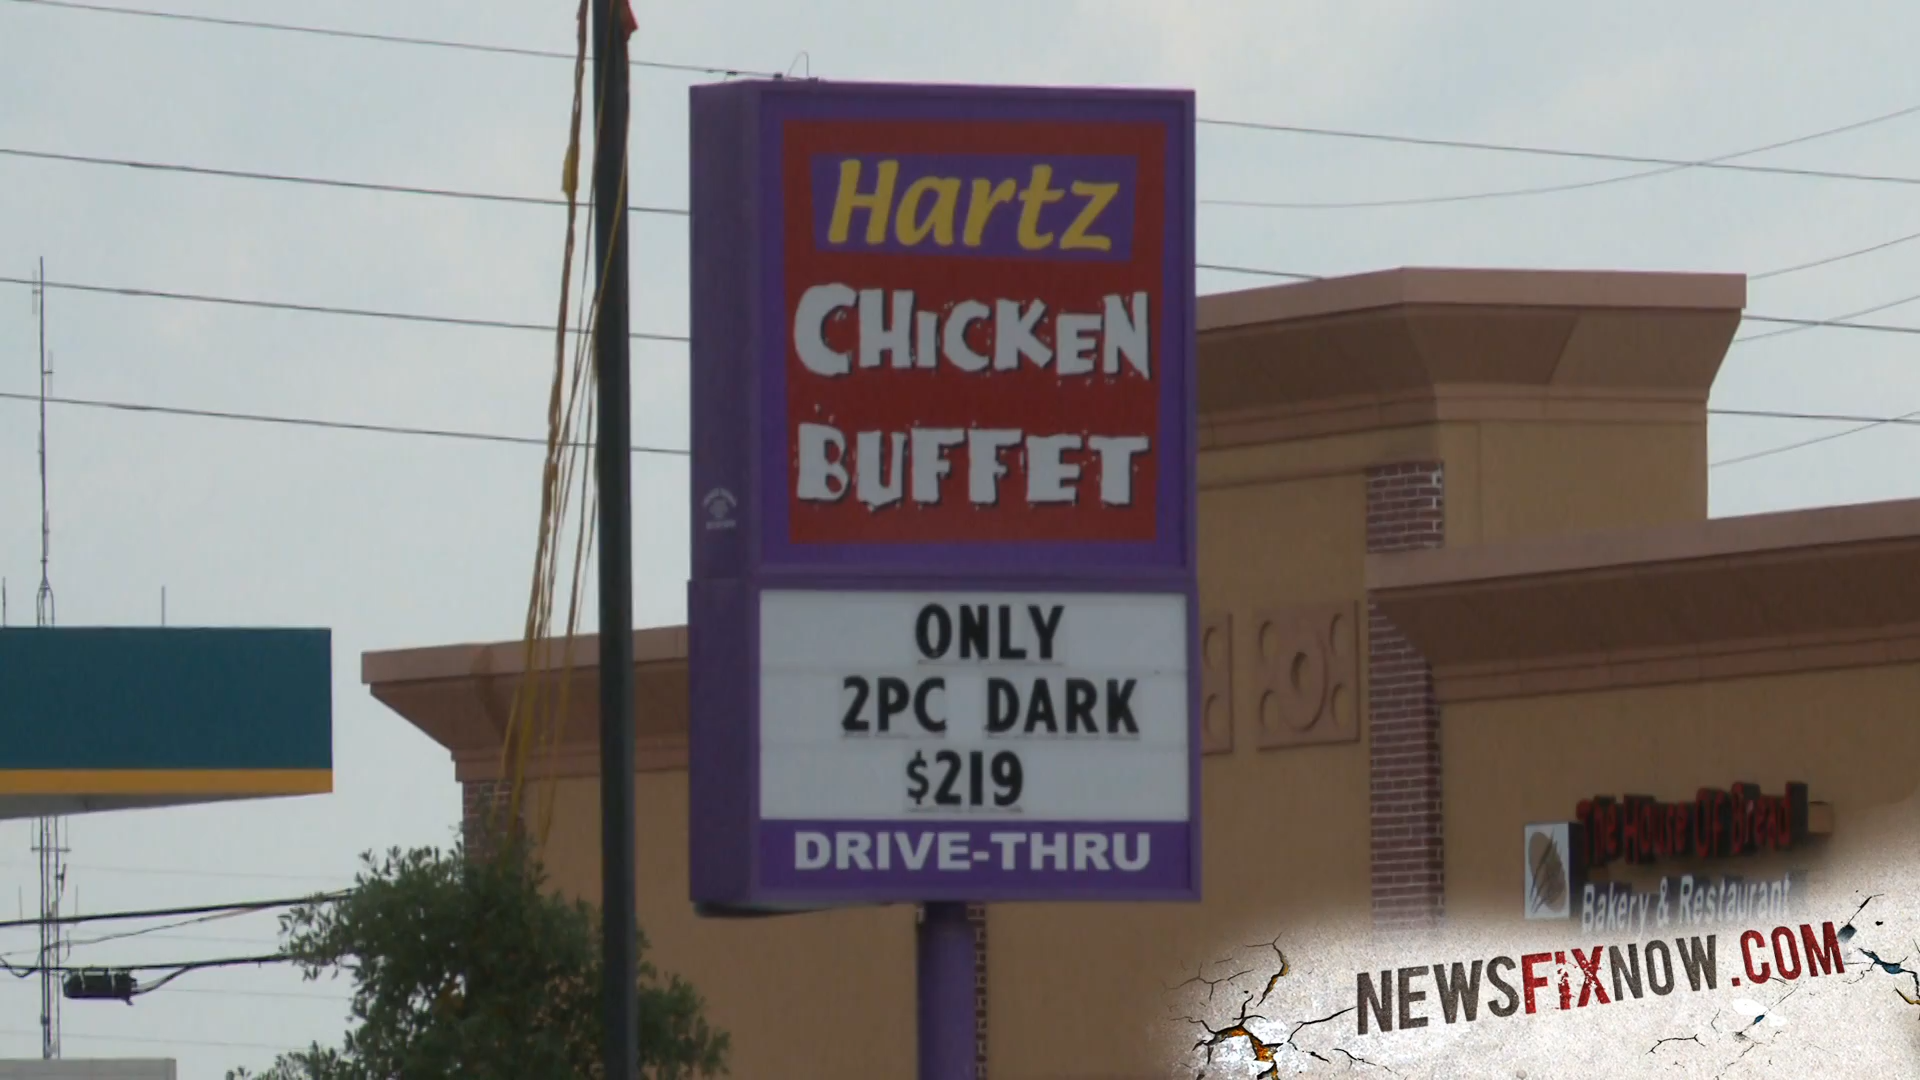 Hartz
CHICKEN
BUFFET
ONLY
2PC DARK
$219
DRIVE-THRU
The House Of Bread
Bakery & Restaurant
NEWSFIXNOW.COM